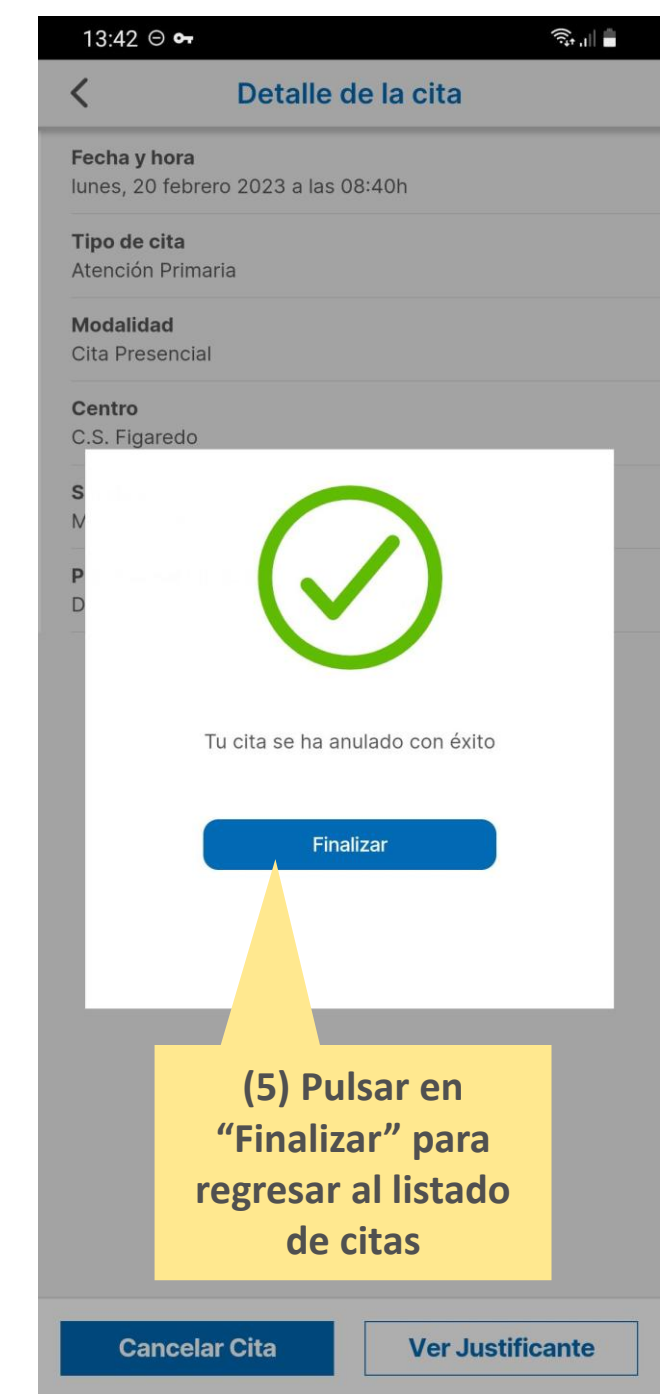 13:42
Detalle de la cita
Fecha y hora
lunes, 20 febrero 2023 a las 08:40h
Tipo de cita
Atención Primaria
Modalidad
Cita Presencial
Centro
C.S. Figaredo
S
M
P
D
Tu cita se ha anulado con éxito
Finalizar
(5) Pulsar en
“Finalizar” para
regresar al listado
de citas
Cancelar Cita
Ver Justificante